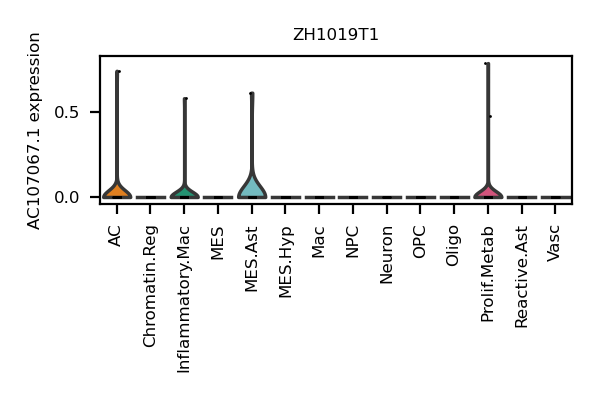 ZH1019T1
AC107067.1 expression
0.5
0.0
AC
Chromatin.Reg
Inflammatory.Mac
MES
MES.Ast
MES.Hyp
Mac
NPC
Neuron
OPC
Oligo
Prolif.Metab
Reactive.Ast
Vasc